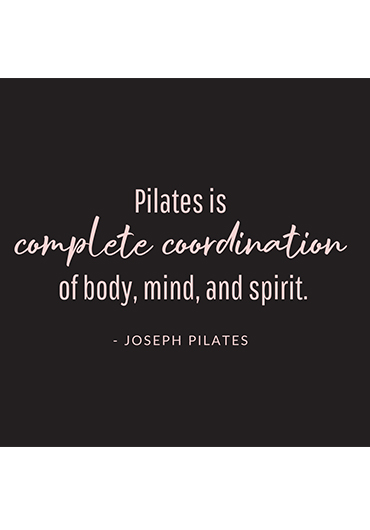 Pilates is
complete coordination
of body, mind, and spirit.
- JOSEPH PILATES